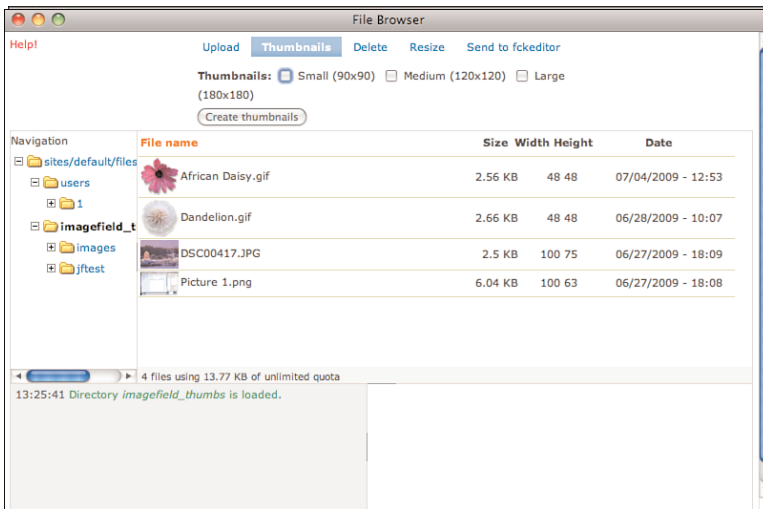 File Browser
Help!
Upload Thumbnails Delete Resize Send to fckeditor
Thumbnails: Small (90x90) Medium (120x120) Large
(180x180)
Create thumbnails
Navigation
sites/default/files
users
1
imagefield_t
images
jftest
File name Size Width Height Date
African Daisy.gif 2.56 KB 48 48 07/04/2009 - 12:53
Dandelion.gif 2.66 KB 48 48 06/28/2009 - 10:07
DSC00417.JPG 2.5 KB 100 75 06/27/2009 - 18:09
Picture 1.png 6.04 KB 100 63 06/27/2009 - 18:08
4 files using 13.77 KB of unlimited quota
13:25:41 Directory imagefield_thumbs is loaded.